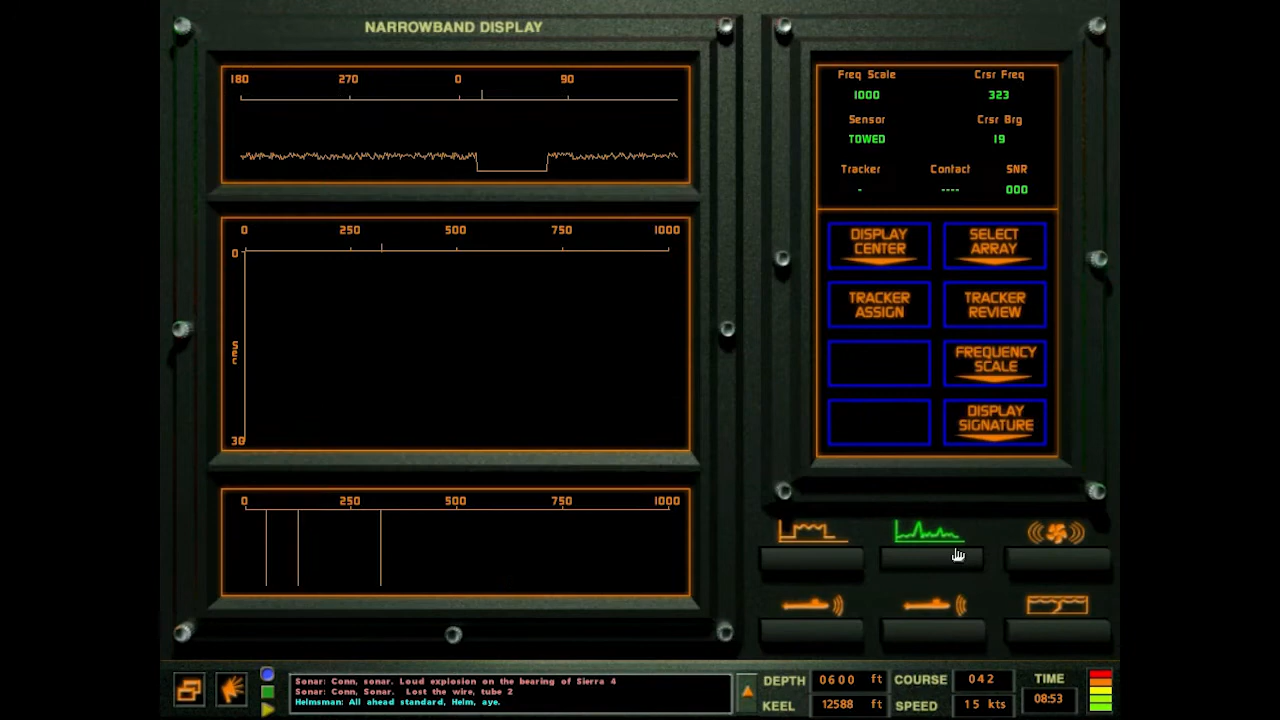 NARROWBAND DISPLAY
180 270 0 90
0 250 500 750 1000
0
Sec
30
0 250 500 750 1000
Freq Scale Crsr Freq
1000 323
Sensor Crsr Brg
TOWED 19
Tracker Contact SNR
- ---- 000
DISPLAY CENTER
SELECT ARRAY
TRACKER ASSIGN
TRACKER REVIEW
FREQUENCY SCALE
DISPLAY SIGNATURE
Sonar: Conn, sonar. Loud explosion on the bearing of Sierra 4
Sonar: Conn, Sonar. Lost the wire, tube 2
Helmsman: All ahead standard, Helm, aye.
DEPTH 0600 ft COURSE 042 TIME
KEEL 12588 ft SPEED 15 kts 08:53